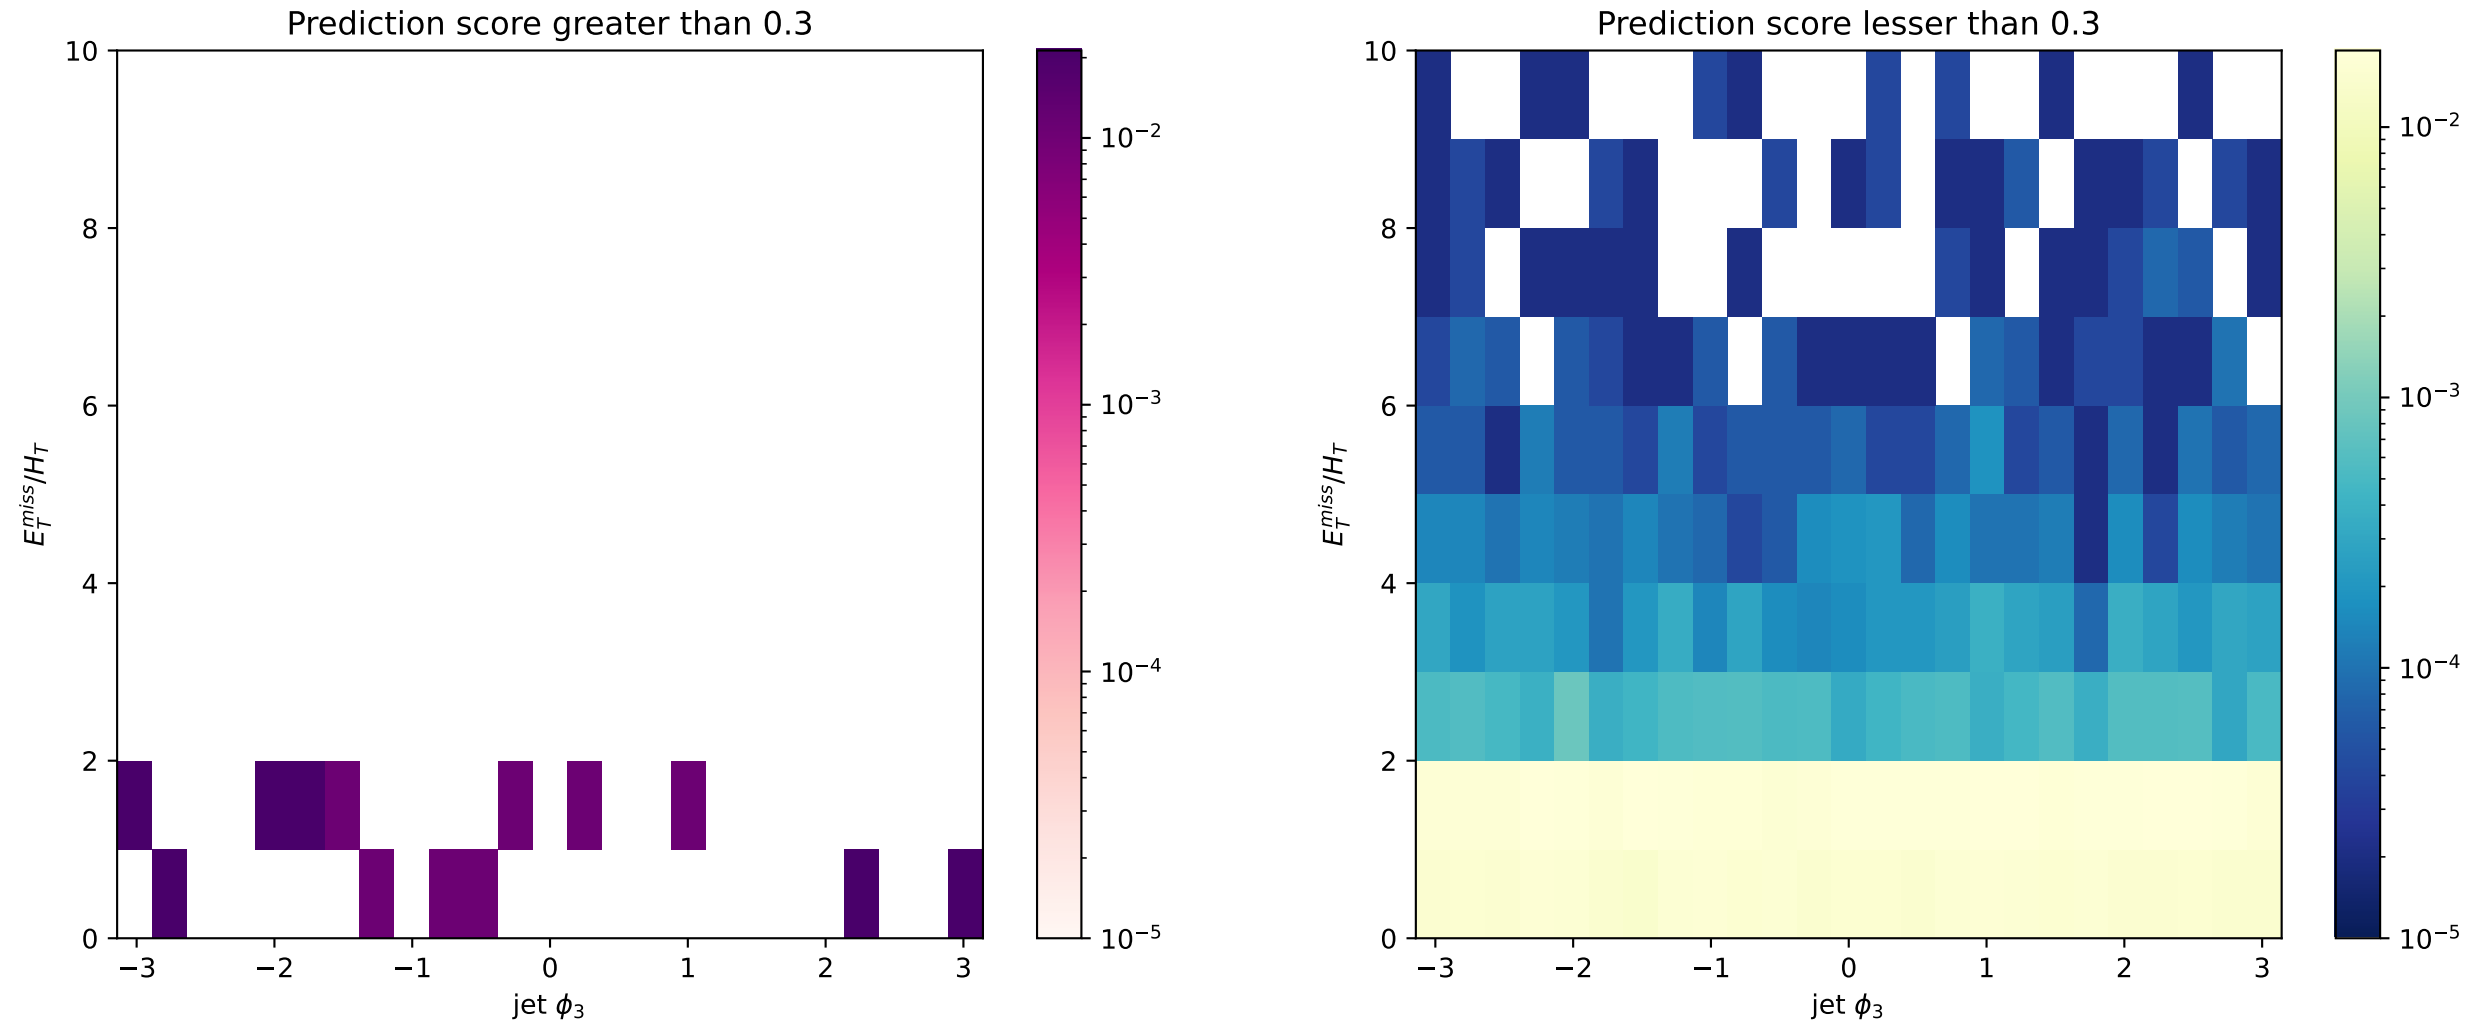 Prediction score greater than 0.3
10
8
6
4
2
0
E_T^{miss}/H_T
−3 −2 −1 0 1 2 3
jet ϕ₃
10⁻²
10⁻³
10⁻⁴
10⁻⁵
Prediction score lesser than 0.3
10
8
6
4
2
0
E_T^{miss}/H_T
−3 −2 −1 0 1 2 3
jet ϕ₃
10⁻²
10⁻³
10⁻⁴
10⁻⁵